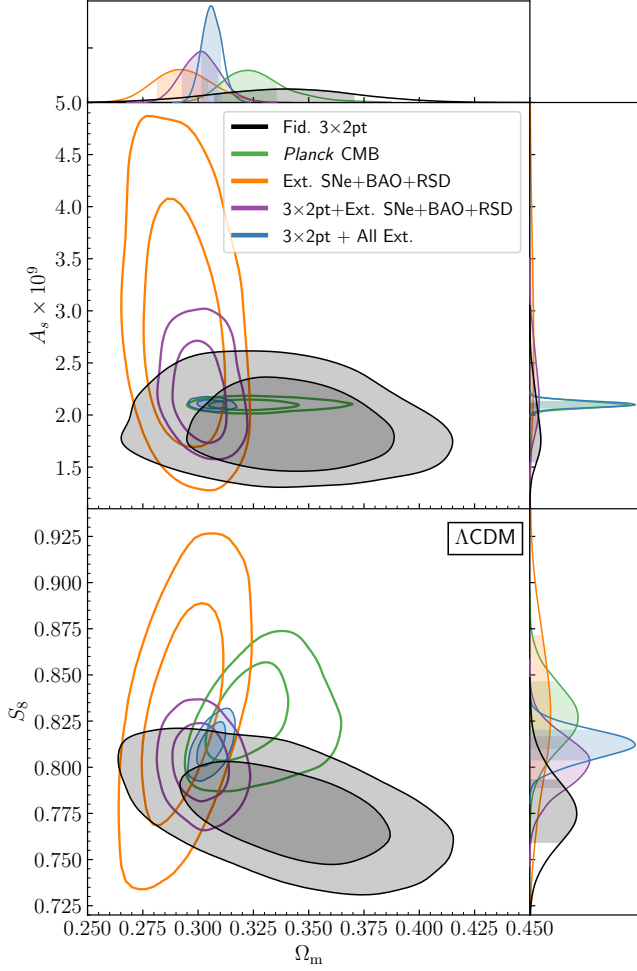 5.0
4.5
4.0
3.5
3.0
2.5
2.0
1.5
A_s × 10^9
Fid. 3×2pt
Planck CMB
Ext. SNe+BAO+RSD
3×2pt+Ext. SNe+BAO+RSD
3×2pt + All Ext.
ΛCDM
0.925
0.900
0.875
0.850
0.825
0.800
0.775
0.750
0.725
S_8
0.250 0.275 0.300 0.325 0.350 0.375 0.400 0.425 0.450
Ω_m